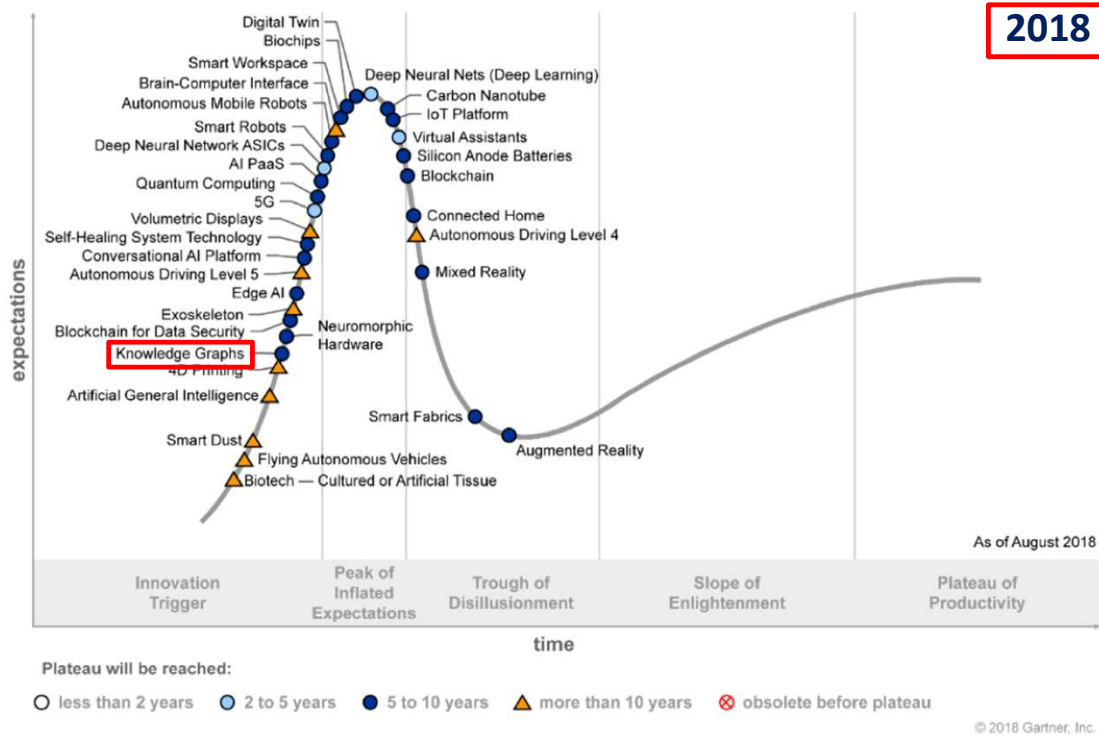 2018
Digital Twin
Biochips
Smart Workspace
Brain-Computer Interface
Autonomous Mobile Robots
Smart Robots
Deep Neural Network ASICs
AI PaaS
Quantum Computing
5G
Volumetric Displays
Self-Healing System Technology
Conversational AI Platform
Autonomous Driving Level 5
Edge AI
Exoskeleton
Blockchain for Data Security
Neuromorphic
Hardware
Knowledge Graphs
4D Printing
Artificial General Intelligence
Smart Dust
Flying Autonomous Vehicles
Biotech — Cultured or Artificial Tissue
Deep Neural Nets (Deep Learning)
Carbon Nanotube
IoT Platform
Virtual Assistants
Silicon Anode Batteries
Blockchain
Connected Home
Autonomous Driving Level 4
Mixed Reality
Smart Fabrics
Augmented Reality
expectations
As of August 2018
Innovation
Trigger
Peak of
Inflated
Expectations
Trough of
Disillusionment
Slope of
Enlightenment
Plateau of
Productivity
time
Plateau will be reached:
less than 2 years
2 to 5 years
5 to 10 years
more than 10 years
obsolete before plateau
© 2018 Gartner, Inc.